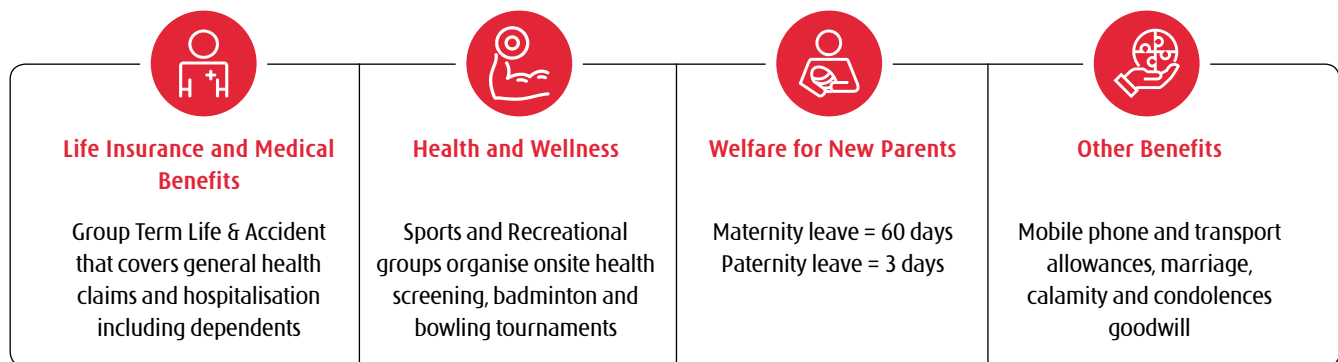 Life Insurance and Medical
Benefits
Group Term Life & Accident
that covers general health
claims and hospitalisation
including dependents
Health and Wellness
Sports and Recreational
groups organise onsite health
screening, badminton and
bowling tournaments
Welfare for New Parents
Maternity leave = 60 days
Paternity leave = 3 days
Other Benefits
Mobile phone and transport
allowances, marriage,
calamity and condolences
goodwill